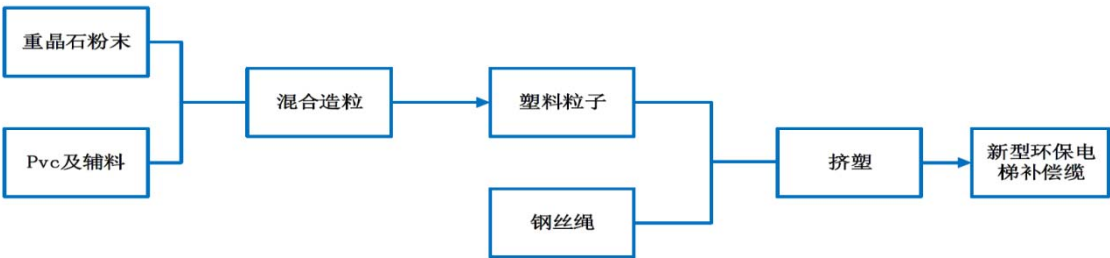 重晶石粉末
Pvc及辅料
混合造粒
塑料粒子
钢丝绳
挤塑
新型环保电
梯补偿缆